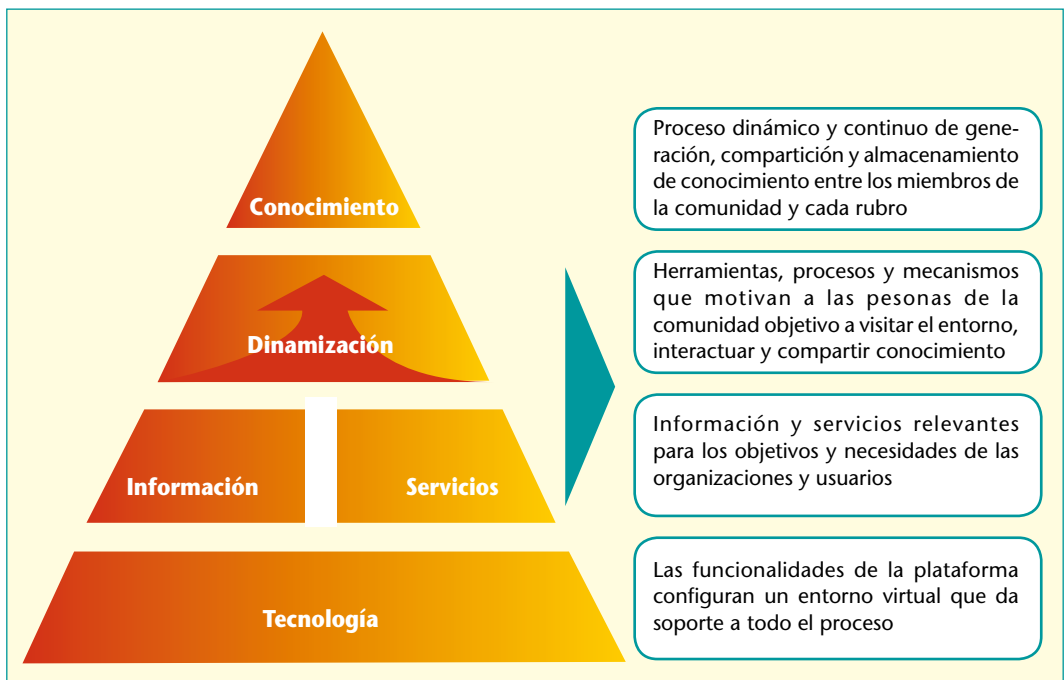 Conocimiento
Proceso dinámico y continuo de gene-
ración, compartición y almacenamiento
de conocimiento entre los miembros de
la comunidad y cada rubro
Dinamización
Herramientas, procesos y mecanismos
que motivan a las pesonas de la
comunidad objetivo a visitar el entorno,
interactuar y compartir conocimiento
Información
Servicios
Información y servicios relevantes
para los objetivos y necesidades de las
organizaciones y usuarios
Tecnología
Las funcionalidades de la plataforma
configuran un entorno virtual que da
soporte a todo el proceso